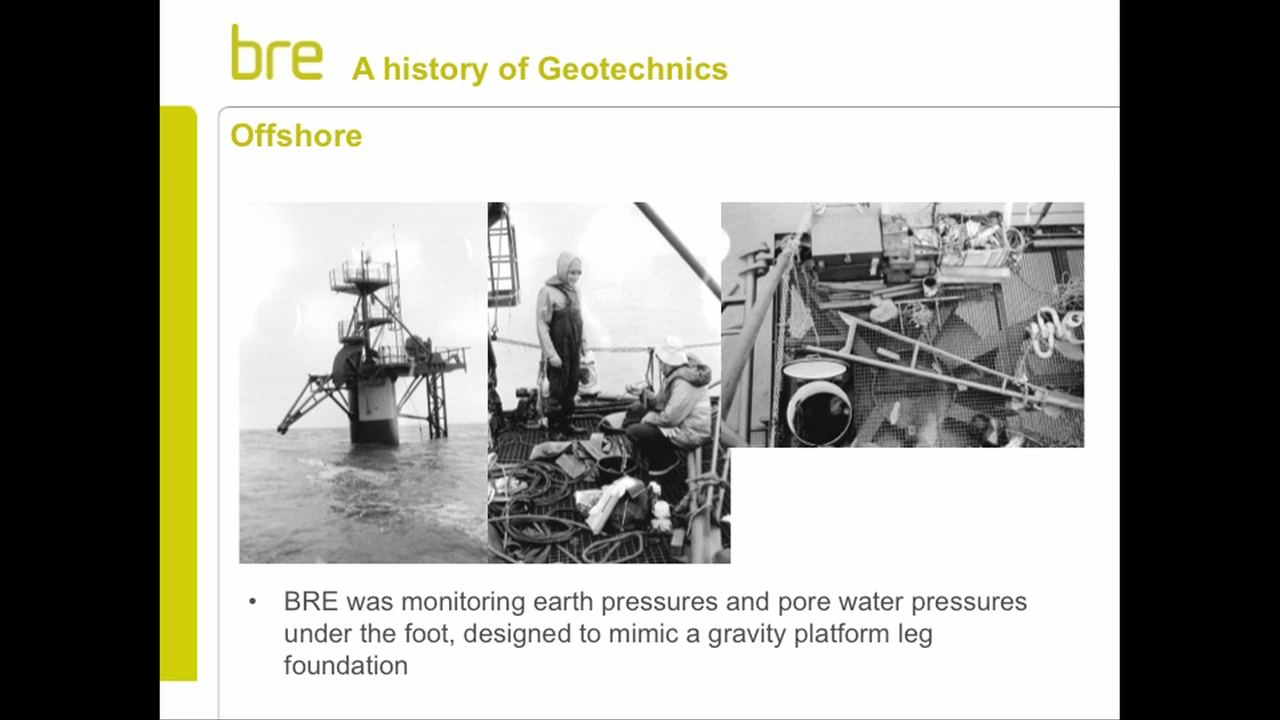 bre
A history of Geotechnics
Offshore
• BRE was monitoring earth pressures and pore water pressures
under the foot, designed to mimic a gravity platform leg
foundation